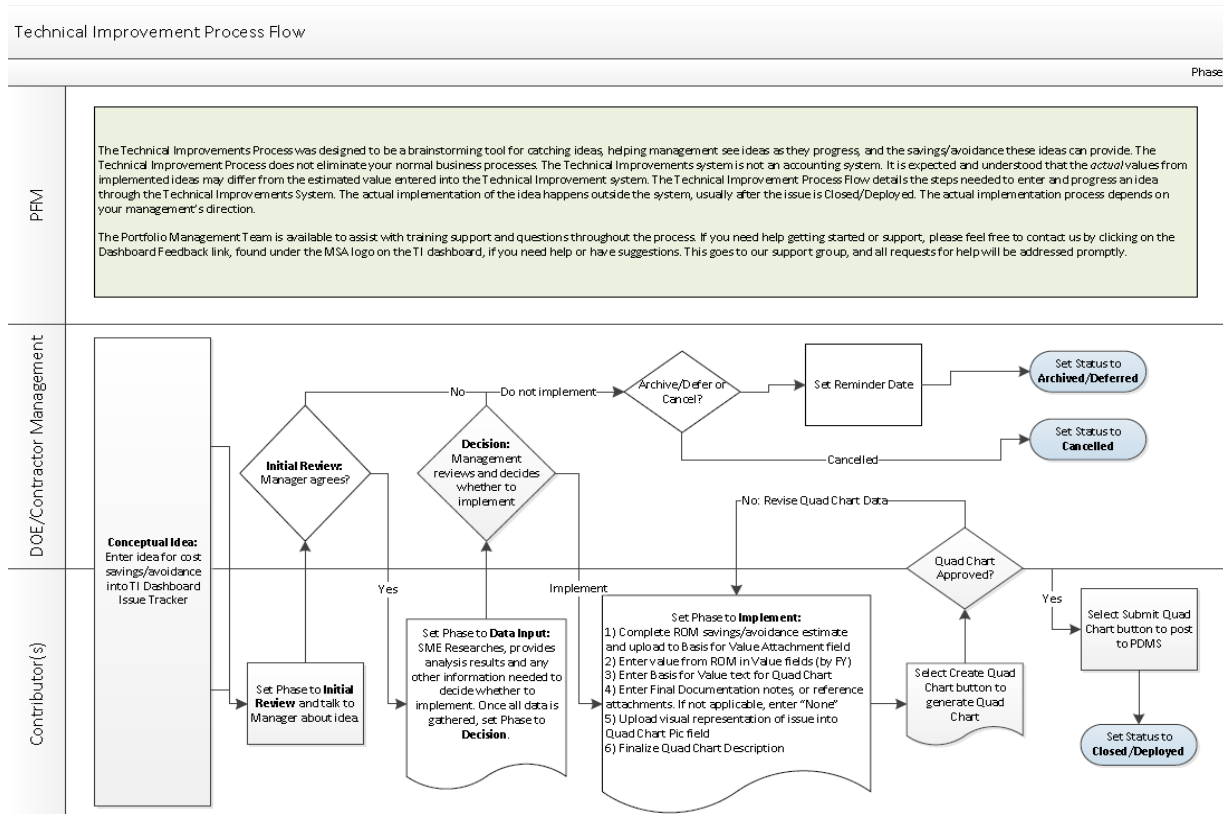 Technical Improvement Process Flow
Phase
PFM
The Technical Improvements Process was designed to be a brainstorming tool for catching ideas, helping management see ideas as they progress, and the savings/avoidance these ideas can provide. The
Technical Improvement Process does not eliminate your normal business processes. The Technical Improvements system is not an accounting system. It is expected and understood that the actual values from
implemented ideas may differ from the estimated value entered into the Technical Improvement system. The Technical Improvement Process Flow details the steps needed to enter and progress an idea
through the Technical Improvements System. The actual implementation of the idea happens outside the system, usually after the issue is Closed/Deployed. The actual implementation process depends on
your management's direction.
The Portfolio Management Team is available to assist with training support and questions throughout the process. If you need help getting started or support, please feel free to contact us by clicking on the
Dashboard Feedback link, found under the MSA logo on the TI dashboard, if you need help or have suggestions. This goes to our support group, and all requests for help will be addressed promptly.
DOE/Contractor Management
Contributor(s)
Conceptual Idea:
Enter idea for cost
savings/avoidance
into TI Dashboard
Issue Tracker
Set Phase to Initial
Review and talk to
Manager about idea.
Initial Review:
Manager agrees?
No
Yes
Set Phase to Data Input:
SME Researches, provides
analysis results and any
other information needed to
decide whether to
implement. Once all data is
gathered, set Phase to
Decision.
Decision:
Management
reviews and decides
whether to
implement
Do not implement
Implement
Archive/Defer or
Cancel?
Set Reminder Date
Set Status to
Archived/Deferred
Cancelled
Set Status to
Cancelled
Set Phase to Implement:
1) Complete ROM savings/avoidance estimate
and upload to Basis for Value Attachment field
2) Enter value from ROM in Value fields (by FY)
3) Enter Basis for Value text for Quad Chart
4) Enter Final Documentation notes, or reference
attachments. If not applicable, enter "None"
5) Upload visual representation of issue into
Quad Chart Pic field
6) Finalize Quad Chart Description
Select Create Quad
Chart button to
generate Quad
Chart
Quad Chart
Approved?
No: Revise Quad Chart Data
Yes
Select Submit Quad
Chart button to post
to PDMS
Set Status to
Closed/Deployed